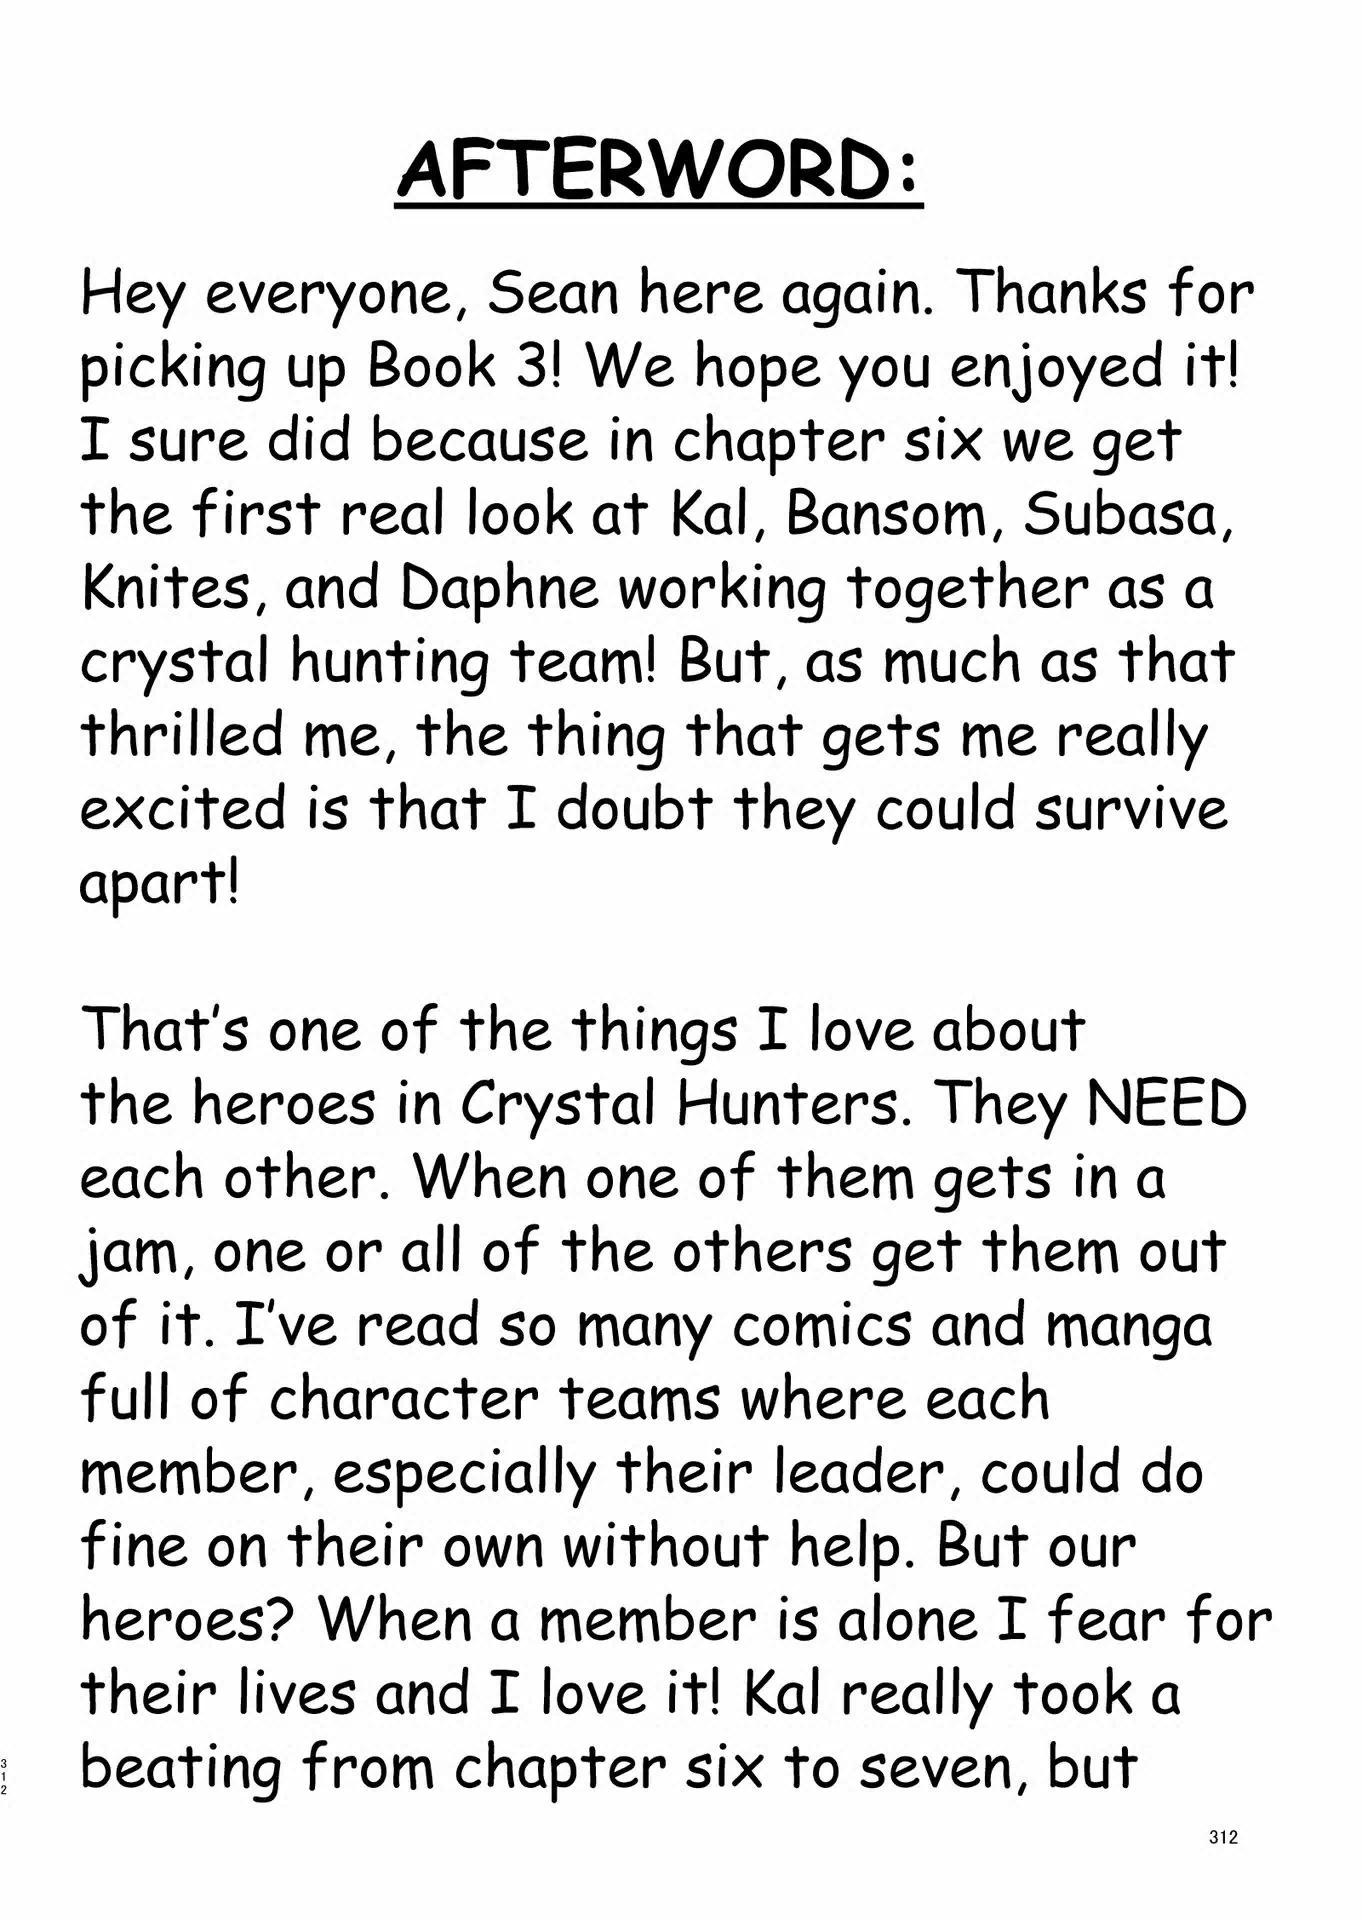 AFTERWORD:
Hey everyone, Sean here again. Thanks for
picking up Book 3! We hope you enjoyed it!
I sure did because in chapter six we get
the first real look at Kal, Bansom, Subasa,
Knites, and Daphne working together as a
crystal hunting team! But, as much as that
thrilled me, the thing that gets me really
excited is that I doubt they could survive
apart!
That's one of the things I love about
the heroes in Crystal Hunters. They NEED
each other. When one of them gets in a
jam, one or all of the others get them out
of it. I've read so many comics and manga
full of character teams where each
member, especially their leader, could do
fine on their own without help. But our
heroes? When a member is alone I fear for
their lives and I love it! Kal really took a
beating from chapter six to seven, but
312
312